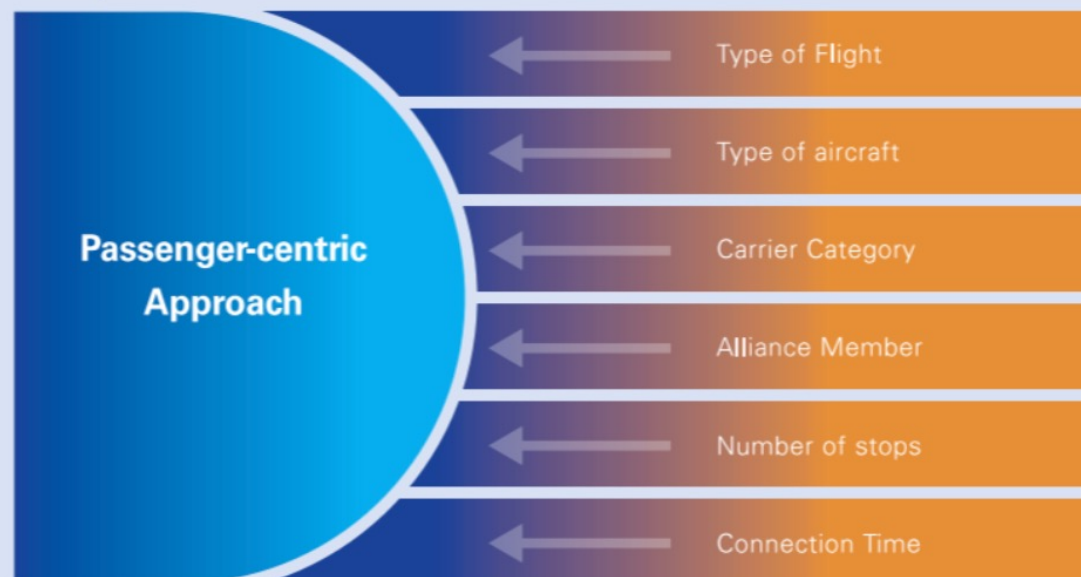 Passenger-centric
Approach
Type of Flight
Type of aircraft
Carrier Category
Alliance Member
Number of stops
Connection Time